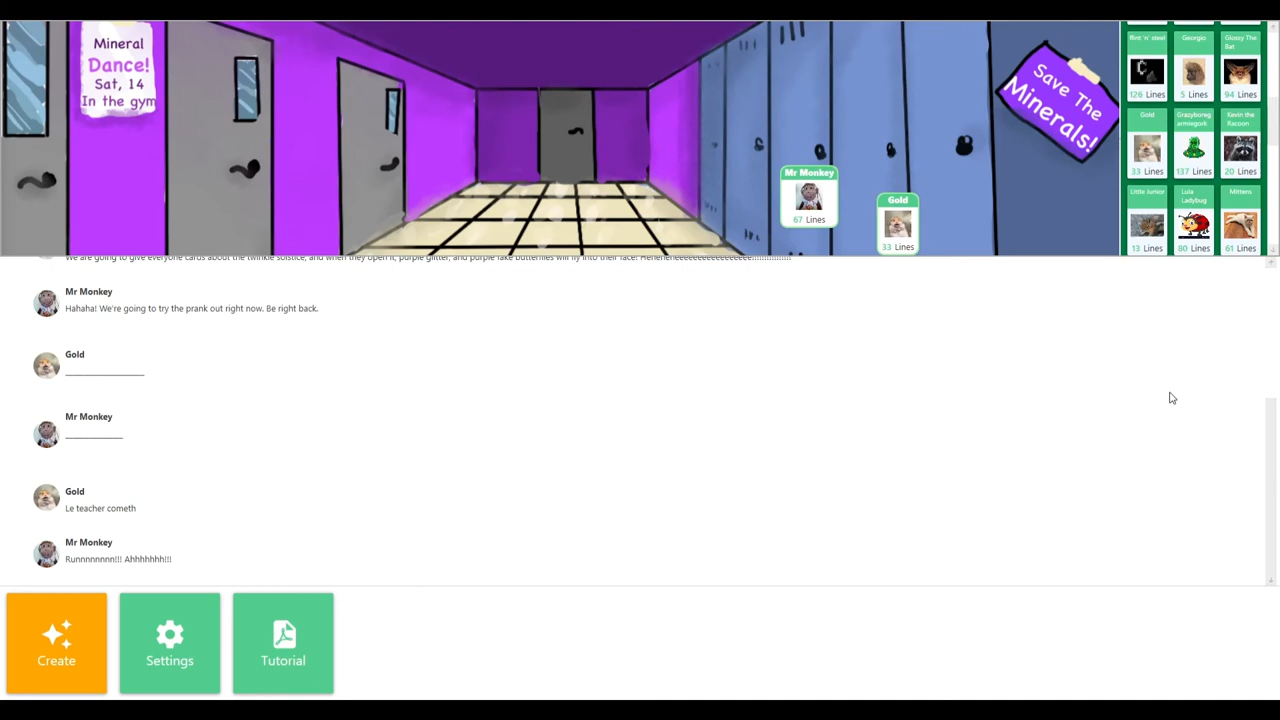 Mineral
Dance!
Sat, 14
In the gym
Save The
Minerals!
Mr Monkey
67 Lines
Gold
33 Lines
flint 'n' steel
126 Lines
Georgio
5 Lines
Glossy The
Bat
94 Lines
Gold
33 Lines
Grazyboreg
armiegork
137 Lines
Kevin the
Racoon
20 Lines
Little Junior
13 Lines
Lula
Ladybug
80 Lines
Mittens
61 Lines
We are going to give everyone cards about the twinkle solstice, and when they open it, purple glitter, and purple fake butterflies will fly into their face!
Mr Monkey
Hahaha! We're going to try the prank out right now. Be right back.
Gold
Mr Monkey
Gold
Le teacher cometh
Mr Monkey
Runnnnnnnn!!! Ahhhhhhh!!!
Create
Settings
Tutorial